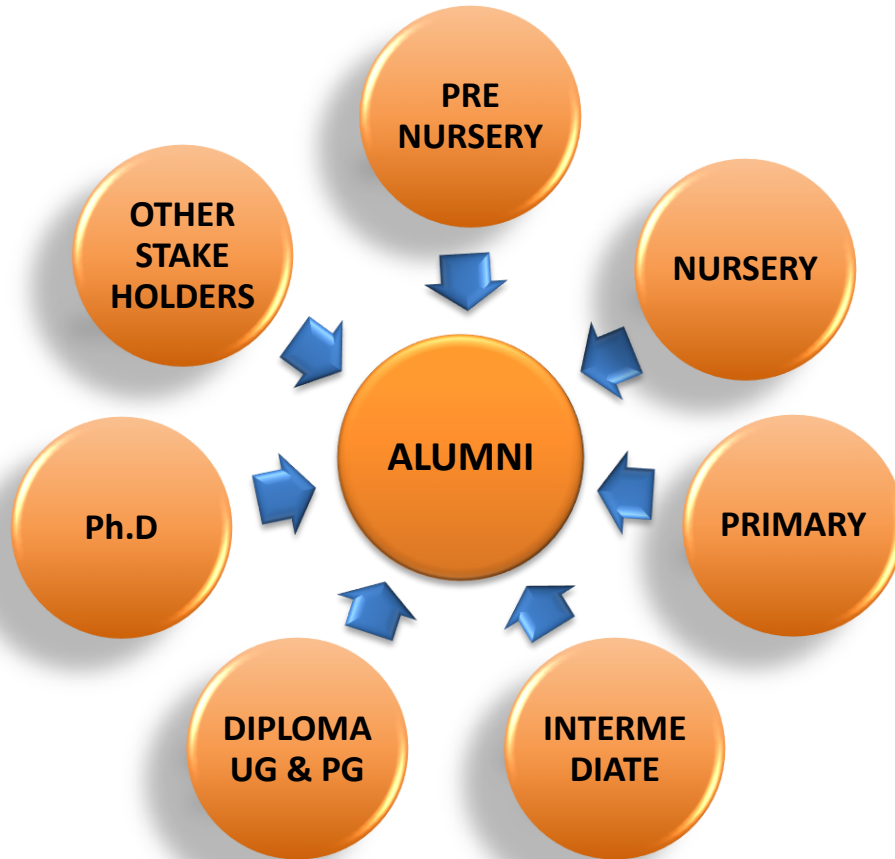 PRE
NURSERY
OTHER
STAKE
HOLDERS
NURSERY
ALUMNI
Ph.D
PRIMARY
DIPLOMA
UG & PG
INTERME
DIATE